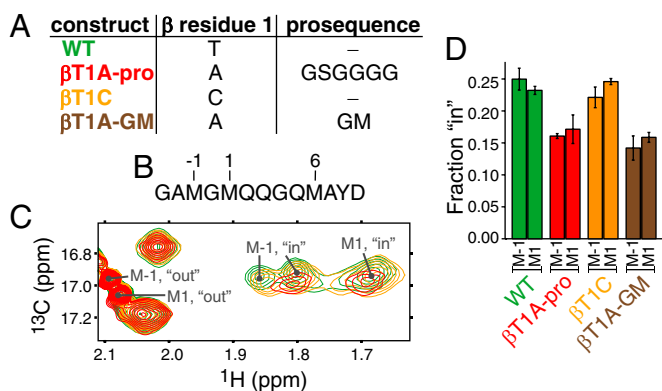 A
construct β residue 1 prosequence
WT T –
βT1A-pro A GSGGGG
βT1C C –
βT1A-GM A GM
B
-1 1 6
GAMGMQQGQMAYD
C
16.8
17.0
17.2
13C (ppm)
M-1, "in"
M1, "in"
M-1, "out"
M1, "out"
2.1 2.0 1.9 1.8 1.7
1H (ppm)
D
Fraction "in"
0.25
0.20
0.15
0.10
0.05
0.00
M-1 M1 M-1 M1 M-1 M1 M-1 M1
WT
βT1A-pro
βT1C
βT1A-GM